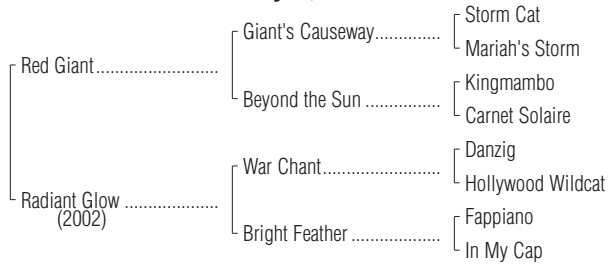 Storm Cat
Giant's Causeway..............
Mariah's Storm
Red Giant..........................
Kingmambo
Beyond the Sun ................
Carnet Solaire
Danzig
War Chant.........................
Hollywood Wildcat
Radiant Glow ....................
(2002)
Fappiano
Bright Feather ...................
In My Cap